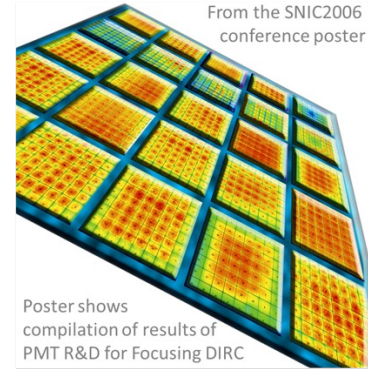 From the SNIC2006
conference poster
Poster shows
compilation of results of
PMT R&D for Focusing DIRC